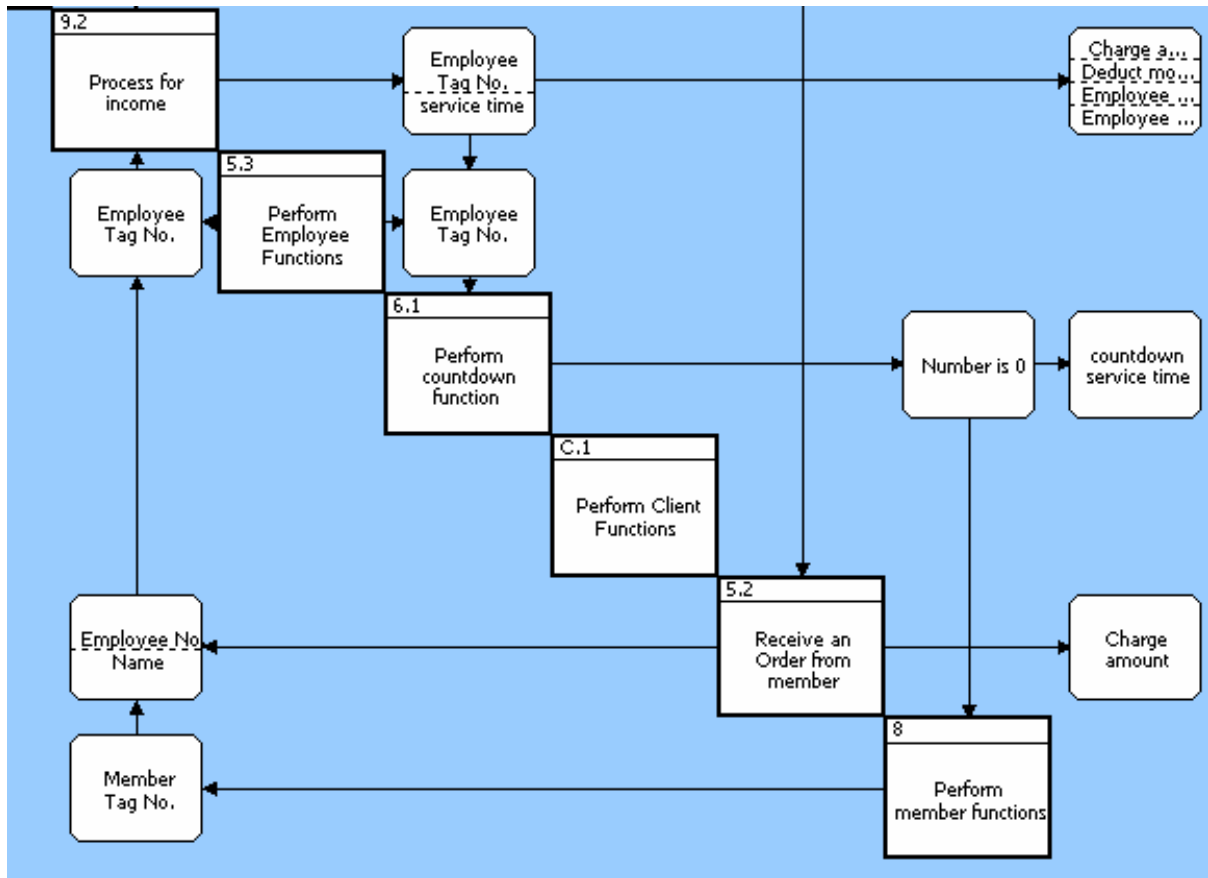 9.2
Process for
income
Employee
Tag No.
service time
Charge a...
Deduct mo...
Employee ...
Employee ...
Employee
Tag No.
5.3
Perform
Employee
Functions
Employee
Tag No.
6.1
Perform
countdown
function
Number is 0
countdown
service time
C.1
Perform Client
Functions
5.2
Receive an
Order from
member
Employee No
Name
Charge
amount
Member
Tag No.
8
Perform
member functions